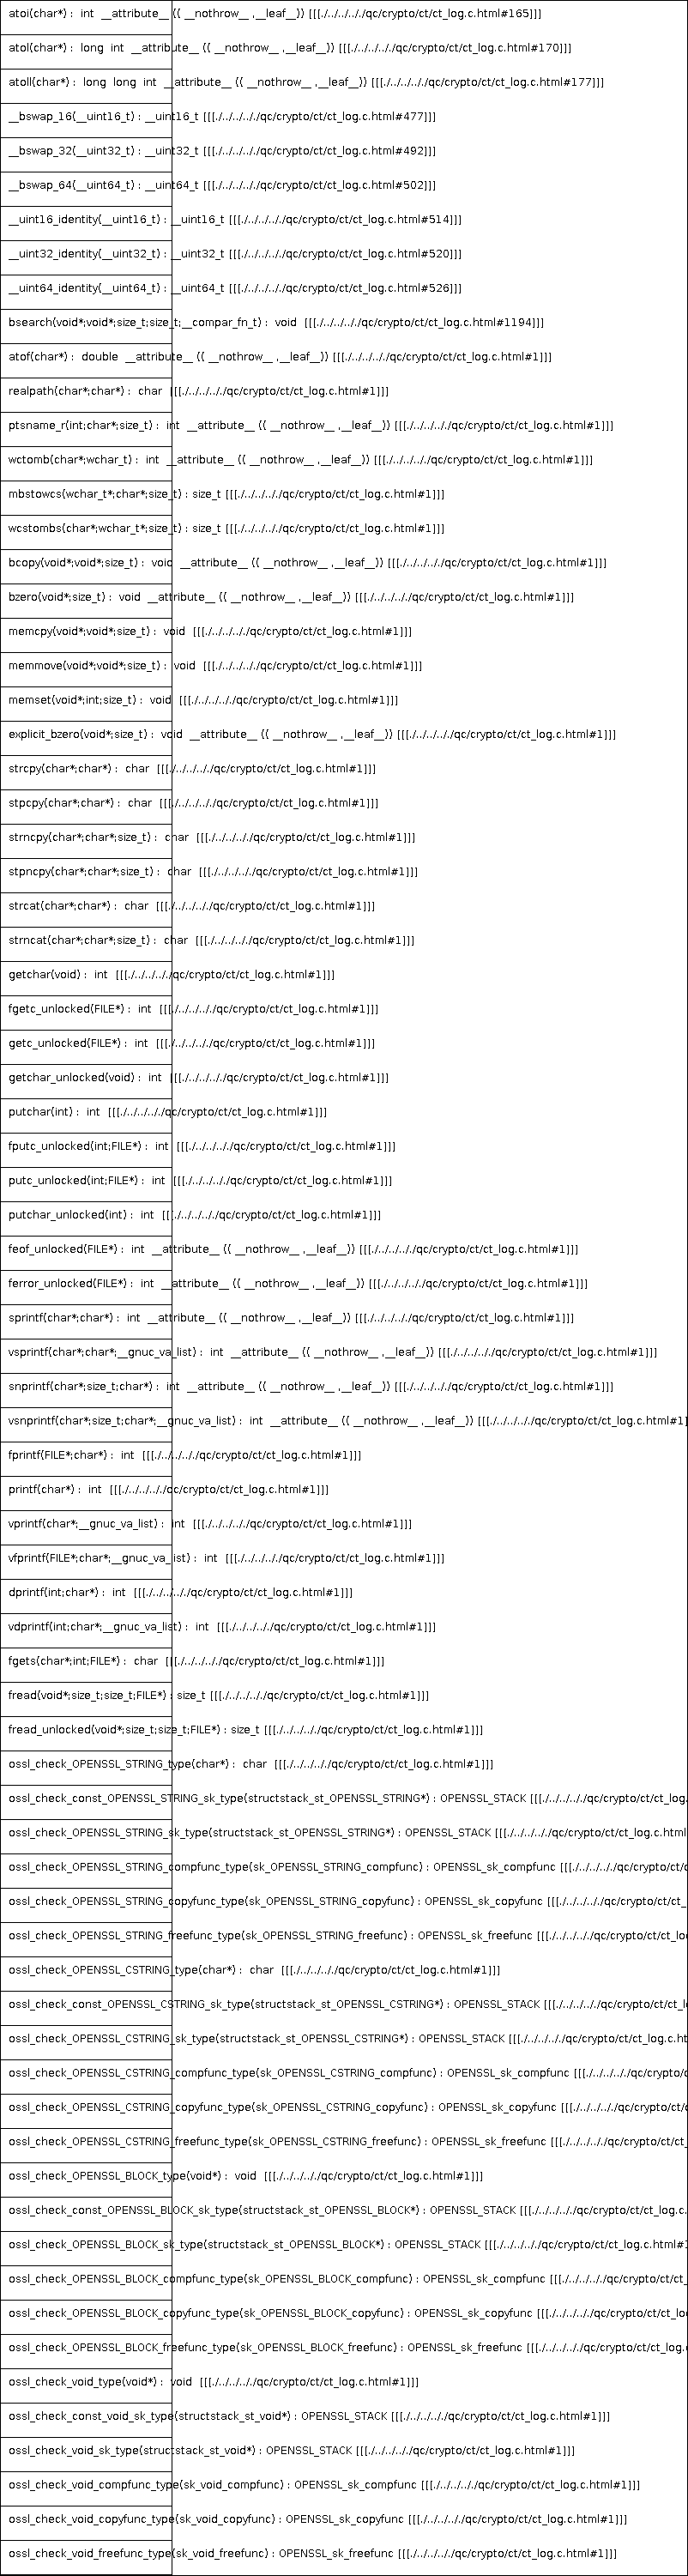 atoi(char*) :  int  __attribute__ (( __nothrow__ ,__leaf__)) [[[./../../../../qc/crypto/ct/ct_log.c.html#165]]]
atol(char*) :  long  int  __attribute__ (( __nothrow__ ,__leaf__)) [[[./../../../../qc/crypto/ct/ct_log.c.html#170]]]
atoll(char*) :  long  long  int  __attribute__ (( __nothrow__ ,__leaf__)) [[[./../../../../qc/crypto/ct/ct_log.c.html#177]]]
__bswap_16(__uint16_t) : __uint16_t [[[./../../../../qc/crypto/ct/ct_log.c.html#477]]]
__bswap_32(__uint32_t) : __uint32_t [[[./../../../../qc/crypto/ct/ct_log.c.html#492]]]
__bswap_64(__uint64_t) : __uint64_t [[[./../../../../qc/crypto/ct/ct_log.c.html#502]]]
__uint16_identity(__uint16_t) : __uint16_t [[[./../../../../qc/crypto/ct/ct_log.c.html#514]]]
__uint32_identity(__uint32_t) : __uint32_t [[[./../../../../qc/crypto/ct/ct_log.c.html#520]]]
__uint64_identity(__uint64_t) : __uint64_t [[[./../../../../qc/crypto/ct/ct_log.c.html#526]]]
bsearch(void*;void*;size_t;size_t;__compar_fn_t) :  void  [[[./../../../../qc/crypto/ct/ct_log.c.html#1194]]]
atof(char*) :  double  __attribute__ (( __nothrow__ ,__leaf__)) [[[./../../../../qc/crypto/ct/ct_log.c.html#1]]]
realpath(char*;char*) :  char  [[[./../../../../qc/crypto/ct/ct_log.c.html#1]]]
ptsname_r(int;char*;size_t) :  int  __attribute__ (( __nothrow__ ,__leaf__)) [[[./../../../../qc/crypto/ct/ct_log.c.html#1]]]
wctomb(char*;wchar_t) :  int  __attribute__ (( __nothrow__ ,__leaf__)) [[[./../../../../qc/crypto/ct/ct_log.c.html#1]]]
mbstowcs(wchar_t*;char*;size_t) : size_t [[[./../../../../qc/crypto/ct/ct_log.c.html#1]]]
wcstombs(char*;wchar_t*;size_t) : size_t [[[./../../../../qc/crypto/ct/ct_log.c.html#1]]]
bcopy(void*;void*;size_t) :  void  __attribute__ (( __nothrow__ ,__leaf__)) [[[./../../../../qc/crypto/ct/ct_log.c.html#1]]]
bzero(void*;size_t) :  void  __attribute__ (( __nothrow__ ,__leaf__)) [[[./../../../../qc/crypto/ct/ct_log.c.html#1]]]
memcpy(void*;void*;size_t) :  void  [[[./../../../../qc/crypto/ct/ct_log.c.html#1]]]
memmove(void*;void*;size_t) :  void  [[[./../../../../qc/crypto/ct/ct_log.c.html#1]]]
memset(void*;int;size_t) :  void  [[[./../../../../qc/crypto/ct/ct_log.c.html#1]]]
explicit_bzero(void*;size_t) :  void  __attribute__ (( __nothrow__ ,__leaf__)) [[[./../../../../qc/crypto/ct/ct_log.c.html#1]]]
strcpy(char*;char*) :  char  [[[./../../../../qc/crypto/ct/ct_log.c.html#1]]]
stpcpy(char*;char*) :  char  [[[./../../../../qc/crypto/ct/ct_log.c.html#1]]]
strncpy(char*;char*;size_t) :  char  [[[./../../../../qc/crypto/ct/ct_log.c.html#1]]]
stpncpy(char*;char*;size_t) :  char  [[[./../../../../qc/crypto/ct/ct_log.c.html#1]]]
strcat(char*;char*) :  char  [[[./../../../../qc/crypto/ct/ct_log.c.html#1]]]
strncat(char*;char*;size_t) :  char  [[[./../../../../qc/crypto/ct/ct_log.c.html#1]]]
getchar(void) :  int  [[[./../../../../qc/crypto/ct/ct_log.c.html#1]]]
fgetc_unlocked(FILE*) :  int  [[[./../../../../qc/crypto/ct/ct_log.c.html#1]]]
getc_unlocked(FILE*) :  int  [[[./../../../../qc/crypto/ct/ct_log.c.html#1]]]
getchar_unlocked(void) :  int  [[[./../../../../qc/crypto/ct/ct_log.c.html#1]]]
putchar(int) :  int  [[[./../../../../qc/crypto/ct/ct_log.c.html#1]]]
fputc_unlocked(int;FILE*) :  int  [[[./../../../../qc/crypto/ct/ct_log.c.html#1]]]
putc_unlocked(int;FILE*) :  int  [[[./../../../../qc/crypto/ct/ct_log.c.html#1]]]
putchar_unlocked(int) :  int  [[[./../../../../qc/crypto/ct/ct_log.c.html#1]]]
feof_unlocked(FILE*) :  int  __attribute__ (( __nothrow__ ,__leaf__)) [[[./../../../../qc/crypto/ct/ct_log.c.html#1]]]
ferror_unlocked(FILE*) :  int  __attribute__ (( __nothrow__ ,__leaf__)) [[[./../../../../qc/crypto/ct/ct_log.c.html#1]]]
sprintf(char*;char*) :  int  __attribute__ (( __nothrow__ ,__leaf__)) [[[./../../../../qc/crypto/ct/ct_log.c.html#1]]]
vsprintf(char*;char*;__gnuc_va_list) :  int  __attribute__ (( __nothrow__ ,__leaf__)) [[[./../../../../qc/crypto/ct/ct_log.c.html#1]]]
snprintf(char*;size_t;char*) :  int  __attribute__ (( __nothrow__ ,__leaf__)) [[[./../../../../qc/crypto/ct/ct_log.c.html#1]]]
vsnprintf(char*;size_t;char*;__gnuc_va_list) :  int  __attribute__ (( __nothrow__ ,__leaf__)) [[[./../../../../qc/crypto/ct/ct_log.c.html#1]
fprintf(FILE*;char*) :  int  [[[./../../../../qc/crypto/ct/ct_log.c.html#1]]]
printf(char*) :  int  [[[./../../../../qc/crypto/ct/ct_log.c.html#1]]]
vprintf(char*;__gnuc_va_list) :  int  [[[./../../../../qc/crypto/ct/ct_log.c.html#1]]]
vfprintf(FILE*;char*;__gnuc_va_list) :  int  [[[./../../../../qc/crypto/ct/ct_log.c.html#1]]]
dprintf(int;char*) :  int  [[[./../../../../qc/crypto/ct/ct_log.c.html#1]]]
vdprintf(int;char*;__gnuc_va_list) :  int  [[[./../../../../qc/crypto/ct/ct_log.c.html#1]]]
fgets(char*;int;FILE*) :  char  [[[./../../../../qc/crypto/ct/ct_log.c.html#1]]]
fread(void*;size_t;size_t;FILE*) : size_t [[[./../../../../qc/crypto/ct/ct_log.c.html#1]]]
fread_unlocked(void*;size_t;size_t;FILE*) : size_t [[[./../../../../qc/crypto/ct/ct_log.c.html#1]]]
ossl_check_OPENSSL_STRING_type(char*) :  char  [[[./../../../../qc/crypto/ct/ct_log.c.html#1]]]
ossl_check_const_OPENSSL_STRING_sk_type(structstack_st_OPENSSL_STRING*) : OPENSSL_STACK [[[./../../../../qc/crypto/ct/ct_log.
ossl_check_OPENSSL_STRING_sk_type(structstack_st_OPENSSL_STRING*) : OPENSSL_STACK [[[./../../../../qc/crypto/ct/ct_log.c.html
ossl_check_OPENSSL_STRING_compfunc_type(sk_OPENSSL_STRING_compfunc) : OPENSSL_sk_compfunc [[[./../../../../qc/crypto/ct/c
ossl_check_OPENSSL_STRING_copyfunc_type(sk_OPENSSL_STRING_copyfunc) : OPENSSL_sk_copyfunc [[[./../../../../qc/crypto/ct/ct_
ossl_check_OPENSSL_STRING_freefunc_type(sk_OPENSSL_STRING_freefunc) : OPENSSL_sk_freefunc [[[./../../../../qc/crypto/ct/ct_lo
ossl_check_OPENSSL_CSTRING_type(char*) :  char  [[[./../../../../qc/crypto/ct/ct_log.c.html#1]]]
ossl_check_const_OPENSSL_CSTRING_sk_type(structstack_st_OPENSSL_CSTRING*) : OPENSSL_STACK [[[./../../../../qc/crypto/ct/ct_l
ossl_check_OPENSSL_CSTRING_sk_type(structstack_st_OPENSSL_CSTRING*) : OPENSSL_STACK [[[./../../../../qc/crypto/ct/ct_log.c.ht
ossl_check_OPENSSL_CSTRING_compfunc_type(sk_OPENSSL_CSTRING_compfunc) : OPENSSL_sk_compfunc [[[./../../../../qc/crypto/c
ossl_check_OPENSSL_CSTRING_copyfunc_type(sk_OPENSSL_CSTRING_copyfunc) : OPENSSL_sk_copyfunc [[[./../../../../qc/crypto/ct/c
ossl_check_OPENSSL_CSTRING_freefunc_type(sk_OPENSSL_CSTRING_freefunc) : OPENSSL_sk_freefunc [[[./../../../../qc/crypto/ct/ct_
ossl_check_OPENSSL_BLOCK_type(void*) :  void  [[[./../../../../qc/crypto/ct/ct_log.c.html#1]]]
ossl_check_const_OPENSSL_BLOCK_sk_type(structstack_st_OPENSSL_BLOCK*) : OPENSSL_STACK [[[./../../../../qc/crypto/ct/ct_log.c.
ossl_check_OPENSSL_BLOCK_sk_type(structstack_st_OPENSSL_BLOCK*) : OPENSSL_STACK [[[./../../../../qc/crypto/ct/ct_log.c.html#1
ossl_check_OPENSSL_BLOCK_compfunc_type(sk_OPENSSL_BLOCK_compfunc) : OPENSSL_sk_compfunc [[[./../../../../qc/crypto/ct/ct_
ossl_check_OPENSSL_BLOCK_copyfunc_type(sk_OPENSSL_BLOCK_copyfunc) : OPENSSL_sk_copyfunc [[[./../../../../qc/crypto/ct/ct_lo
ossl_check_OPENSSL_BLOCK_freefunc_type(sk_OPENSSL_BLOCK_freefunc) : OPENSSL_sk_freefunc [[[./../../../../qc/crypto/ct/ct_log.c
ossl_check_void_type(void*) :  void  [[[./../../../../qc/crypto/ct/ct_log.c.html#1]]]
ossl_check_const_void_sk_type(structstack_st_void*) : OPENSSL_STACK [[[./../../../../qc/crypto/ct/ct_log.c.html#1]]]
ossl_check_void_sk_type(structstack_st_void*) : OPENSSL_STACK [[[./../../../../qc/crypto/ct/ct_log.c.html#1]]]
ossl_check_void_compfunc_type(sk_void_compfunc) : OPENSSL_sk_compfunc [[[./../../../../qc/crypto/ct/ct_log.c.html#1]]]
ossl_check_void_copyfunc_type(sk_void_copyfunc) : OPENSSL_sk_copyfunc [[[./../../../../qc/crypto/ct/ct_log.c.html#1]]]
ossl_check_void_freefunc_type(sk_void_freefunc) : OPENSSL_sk_freefunc [[[./../../../../qc/crypto/ct/ct_log.c.html#1]]]